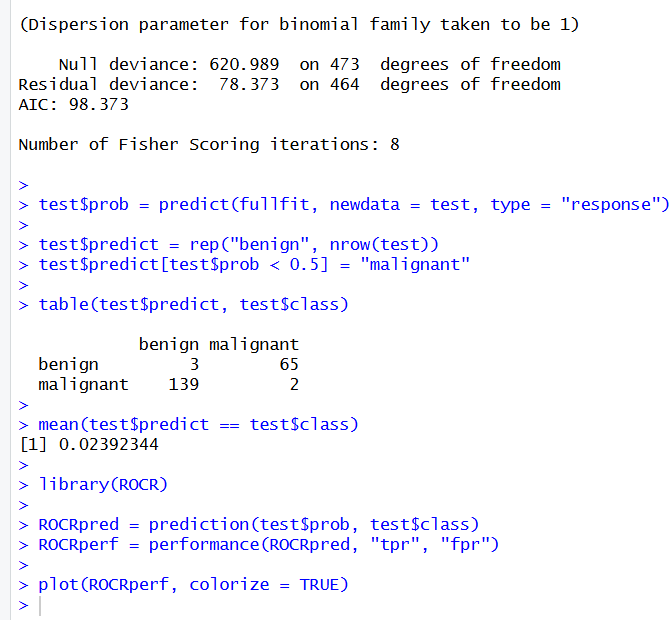 (Dispersion parameter for binomial family taken to be 1)
Null deviance: 620.989 on 473 degrees of freedom
Residual deviance: 78.373 on 464 degrees of freedom
AIC: 98.373
Number of Fisher Scoring iterations: 8
>
> test$prob = predict(fullfit, newdata = test, type = "response")
>
> test$predict = rep("benign", nrow(test))
> test$predict[test$prob < 0.5] = "malignant"
>
> table(test$predict, test$class)
benign malignant
benign 3 65
malignant 139 2
>
> mean(test$predict == test$class)
[1] 0.02392344
>
> library(ROCR)
>
> ROCRpred = prediction(test$prob, test$class)
> ROCRperf = performance(ROCRpred, "tpr", "fpr")
>
> plot(ROCRperf, colorize = TRUE)
>